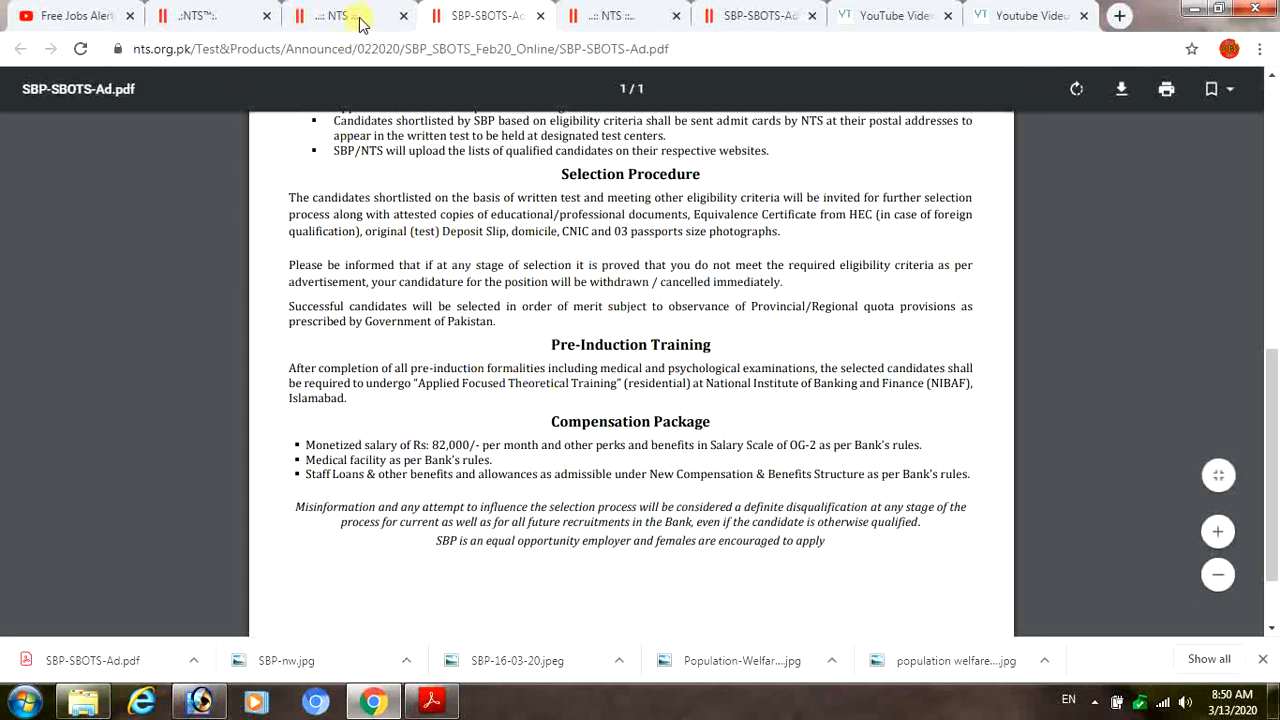 Free Jobs Alert
.:NTS™:.
..:: NTS ::..
SBP-SBOTS-Ad
..:: NTS ::..
SBP-SBOTS-Ad
YT YouTube Vide
YT Youtube Video
nts.org.pk/Test&Products/Announced/022020/SBP_SBOTS_Feb20_Online/SBP-SBOTS-Ad.pdf
SBP-SBOTS-Ad.pdf
1 / 1
▪ Candidates shortlisted by SBP based on eligibility criteria shall be sent admit cards by NTS at their postal addresses to
appear in the written test to be held at designated test centers.
▪ SBP/NTS will upload the lists of qualified candidates on their respective websites.
Selection Procedure
The candidates shortlisted on the basis of written test and meeting other eligibility criteria will be invited for further selection
process along with attested copies of educational/professional documents, Equivalence Certificate from HEC (in case of foreign
qualification), original (test) Deposit Slip, domicile, CNIC and 03 passports size photographs.
Please be informed that if at any stage of selection it is proved that you do not meet the required eligibility criteria as per
advertisement, your candidature for the position will be withdrawn / cancelled immediately.
Successful candidates will be selected in order of merit subject to observance of Provincial/Regional quota provisions as
prescribed by Government of Pakistan.
Pre-Induction Training
After completion of all pre-induction formalities including medical and psychological examinations, the selected candidates shall
be required to undergo “Applied Focused Theoretical Training” (residential) at National Institute of Banking and Finance (NIBAF),
Islamabad.
Compensation Package
▪ Monetized salary of Rs: 82,000/- per month and other perks and benefits in Salary Scale of OG-2 as per Bank's rules.
▪ Medical facility as per Bank's rules.
▪ Staff Loans & other benefits and allowances as admissible under New Compensation & Benefits Structure as per Bank's rules.
Misinformation and any attempt to influence the selection process will be considered a definite disqualification at any stage of the
process for current as well as for all future recruitments in the Bank, even if the candidate is otherwise qualified.
SBP is an equal opportunity employer and females are encouraged to apply
SBP-SBOTS-Ad.pdf
SBP-nw.jpg
SBP-16-03-20.jpeg
Population-Welfar....jpg
population welfare....jpg
Show all
EN
8:50 AM
3/13/2020